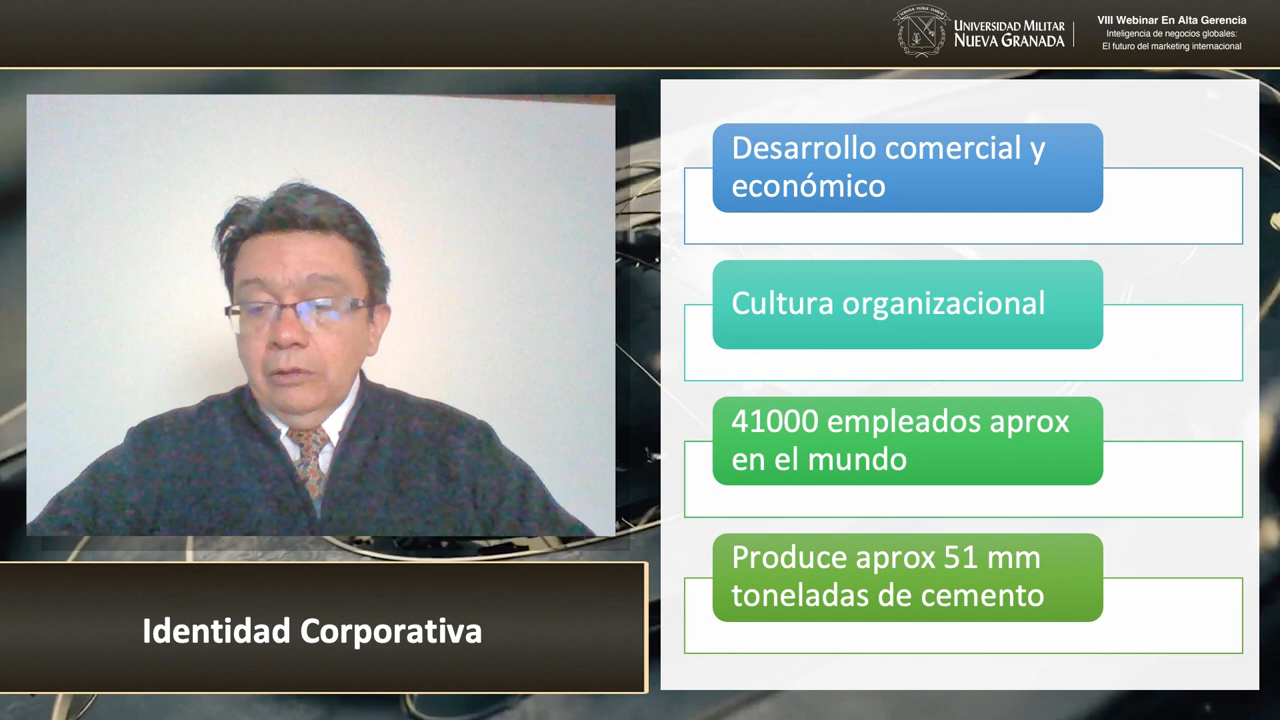 UNIVERSIDAD MILITAR
NUEVA GRANADA
VIII Webinar En Alta Gerencia
Inteligencia de negocios globales:
El futuro del marketing internacional
Desarrollo comercial y
económico
Cultura organizacional
41000 empleados aprox
en el mundo
Produce aprox 51 mm
toneladas de cemento
Identidad Corporativa